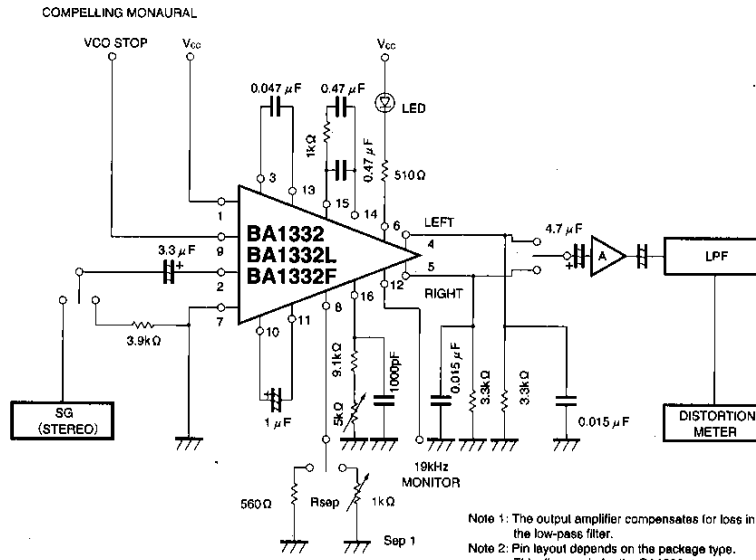 COMPELLING MONAURAL
VCO STOP
Vcc
Vcc
0.047 µF
0.47 µF
LED
1kΩ
0.47 µF
510Ω
3
13
15
14
6
1
BA1332
BA1332L
BA1332F
LEFT
4
4.7 µF
9
3.3 µF
+
5
+
A
LPF
2
RIGHT
12
16
8
7
11
10
3.9kΩ
9.1kΩ
1000pF
0.015 µF
3.3kΩ
3.3kΩ
+
1 µF
5kΩ
0.015 µF
SG
(STEREO)
DISTORTION
METER
19kHz
MONITOR
560Ω
Rsep
1kΩ
Sep 1
Note 1: The output amplifier compensates for loss in
the low-pass filter.
Note 2: Pin layout depends on the package type.